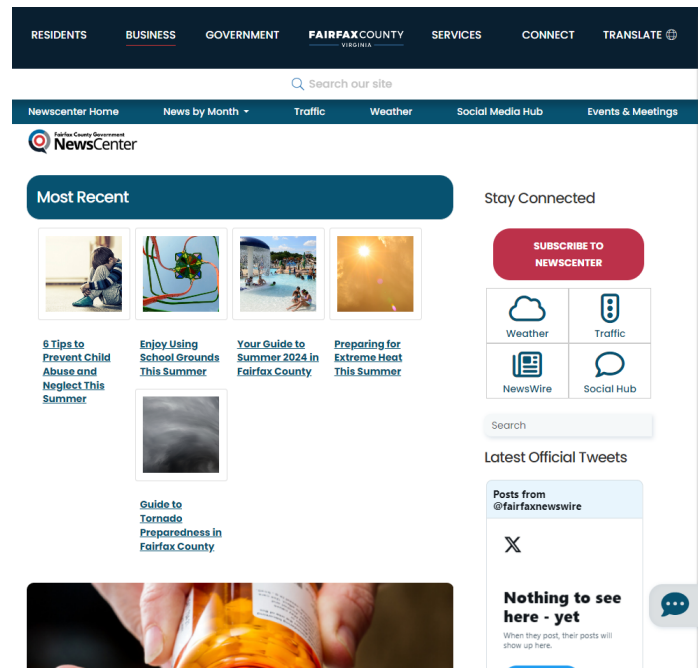 RESIDENTS BUSINESS GOVERNMENT FAIRFAXCOUNTY SERVICES CONNECT TRANSLATE
VIRGINIA
Search our site
Newscenter Home News by Month Traffic Weather Social Media Hub Events & Meetings
Fairfax County Government
NewsCenter
Most Recent
6 Tips to
Prevent Child
Abuse and
Neglect This
Summer
Enjoy Using
School Grounds
This Summer
Your Guide to
Summer 2024 in
Fairfax County
Preparing for
Extreme Heat
This Summer
Guide to
Tornado
Preparedness in
Fairfax County
Stay Connected
SUBSCRIBE TO
NEWSCENTER
Weather Traffic
NewsWire Social Hub
Search
Latest Official Tweets
Posts from
@fairfaxnewswire
Nothing to see
here - yet
When they post, their posts will
show up here.